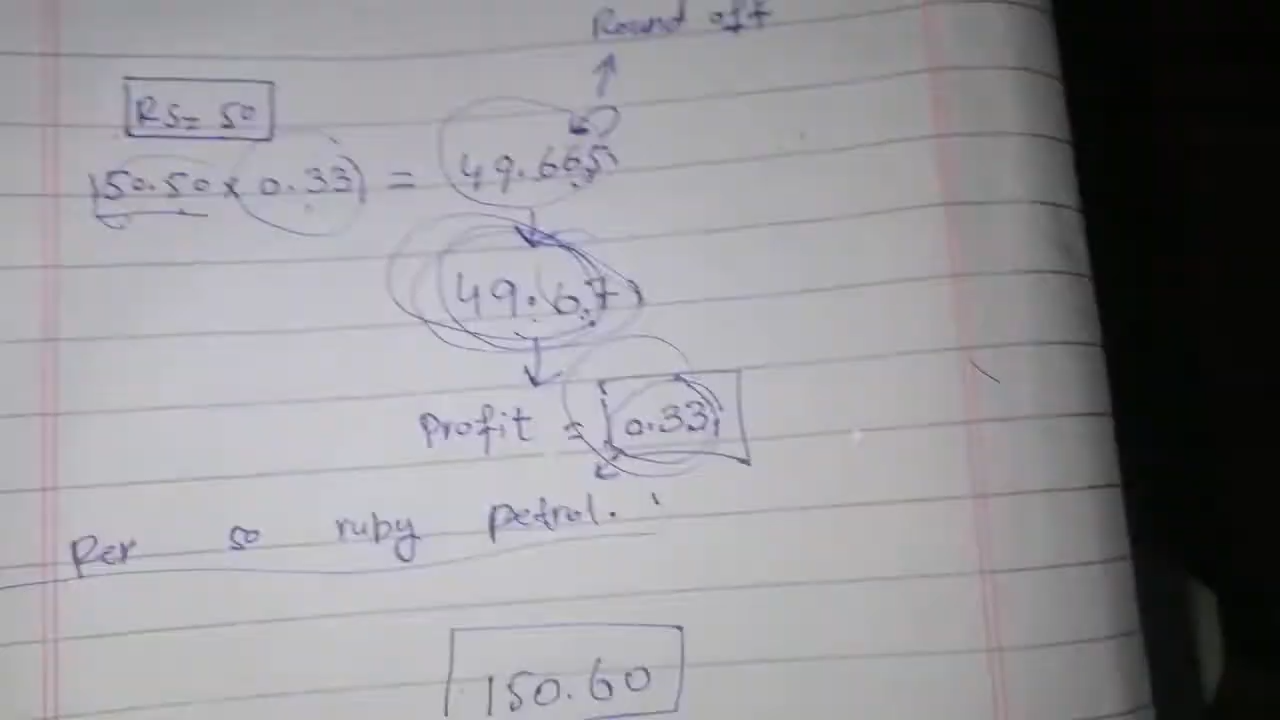 Round off
RS= 50
150.50 x 0.33 = 49.665
49.67
Profit = 0.33
Per 50 rupy petrol.
150.60